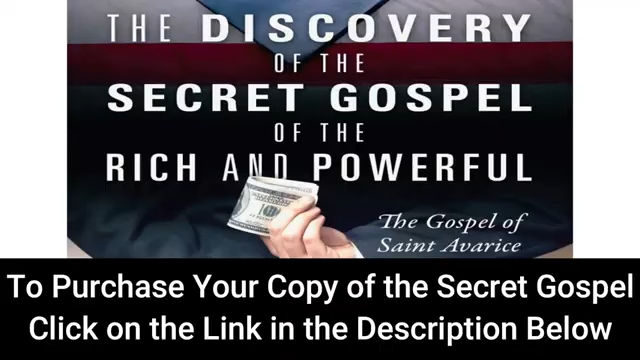 THE DISCOVERY
OF THE
SECRET GOSPEL
OF THE
RICH AND POWERFUL
The Gospel of
Saint Avarice
To Purchase Your Copy of the Secret Gospel
Click on the Link in the Description Below